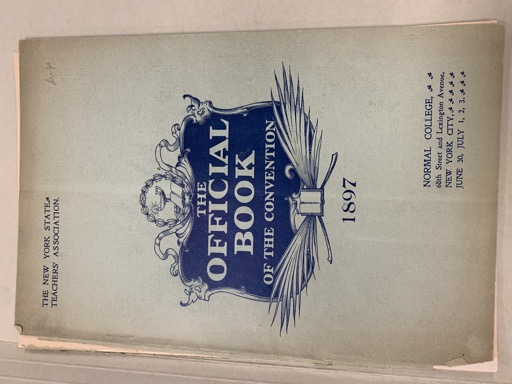 THE NEW YORK STATE
TEACHERS' ASSOCIATION.
THE
OFFICIAL
BOOK
OF THE CONVENTION
1897
NORMAL COLLEGE,
68th Street and Lexington Avenue,
NEW YORK CITY,
JUNE 30, JULY 1, 2, 3,